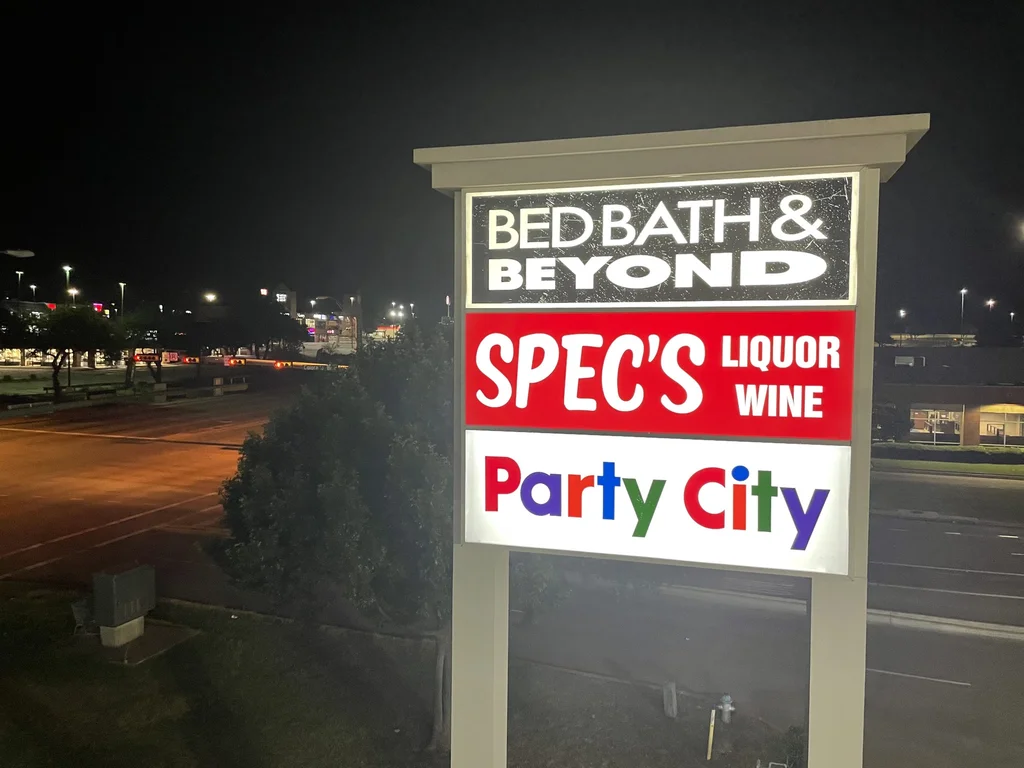 BED BATH &
BEYOND
SPEC'S LIQUOR
WINE
Party City